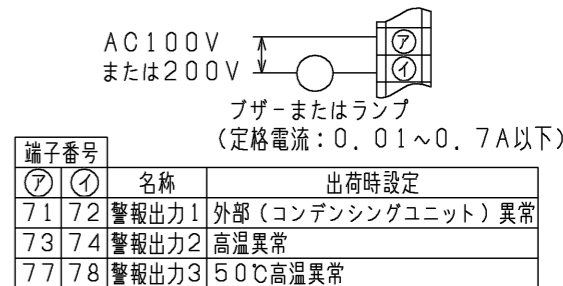 AC100V
または200V
㋐
㋑
ブザーまたはランプ
(定格電流：0.01~0.7A以下)
端子番号
㋐ ㋑ 名称 出荷時設定
71 72 警報出力1 外部(コンデンシングユニット)異常
73 74 警報出力2 高温異常
77 78 警報出力3 50℃高温異常